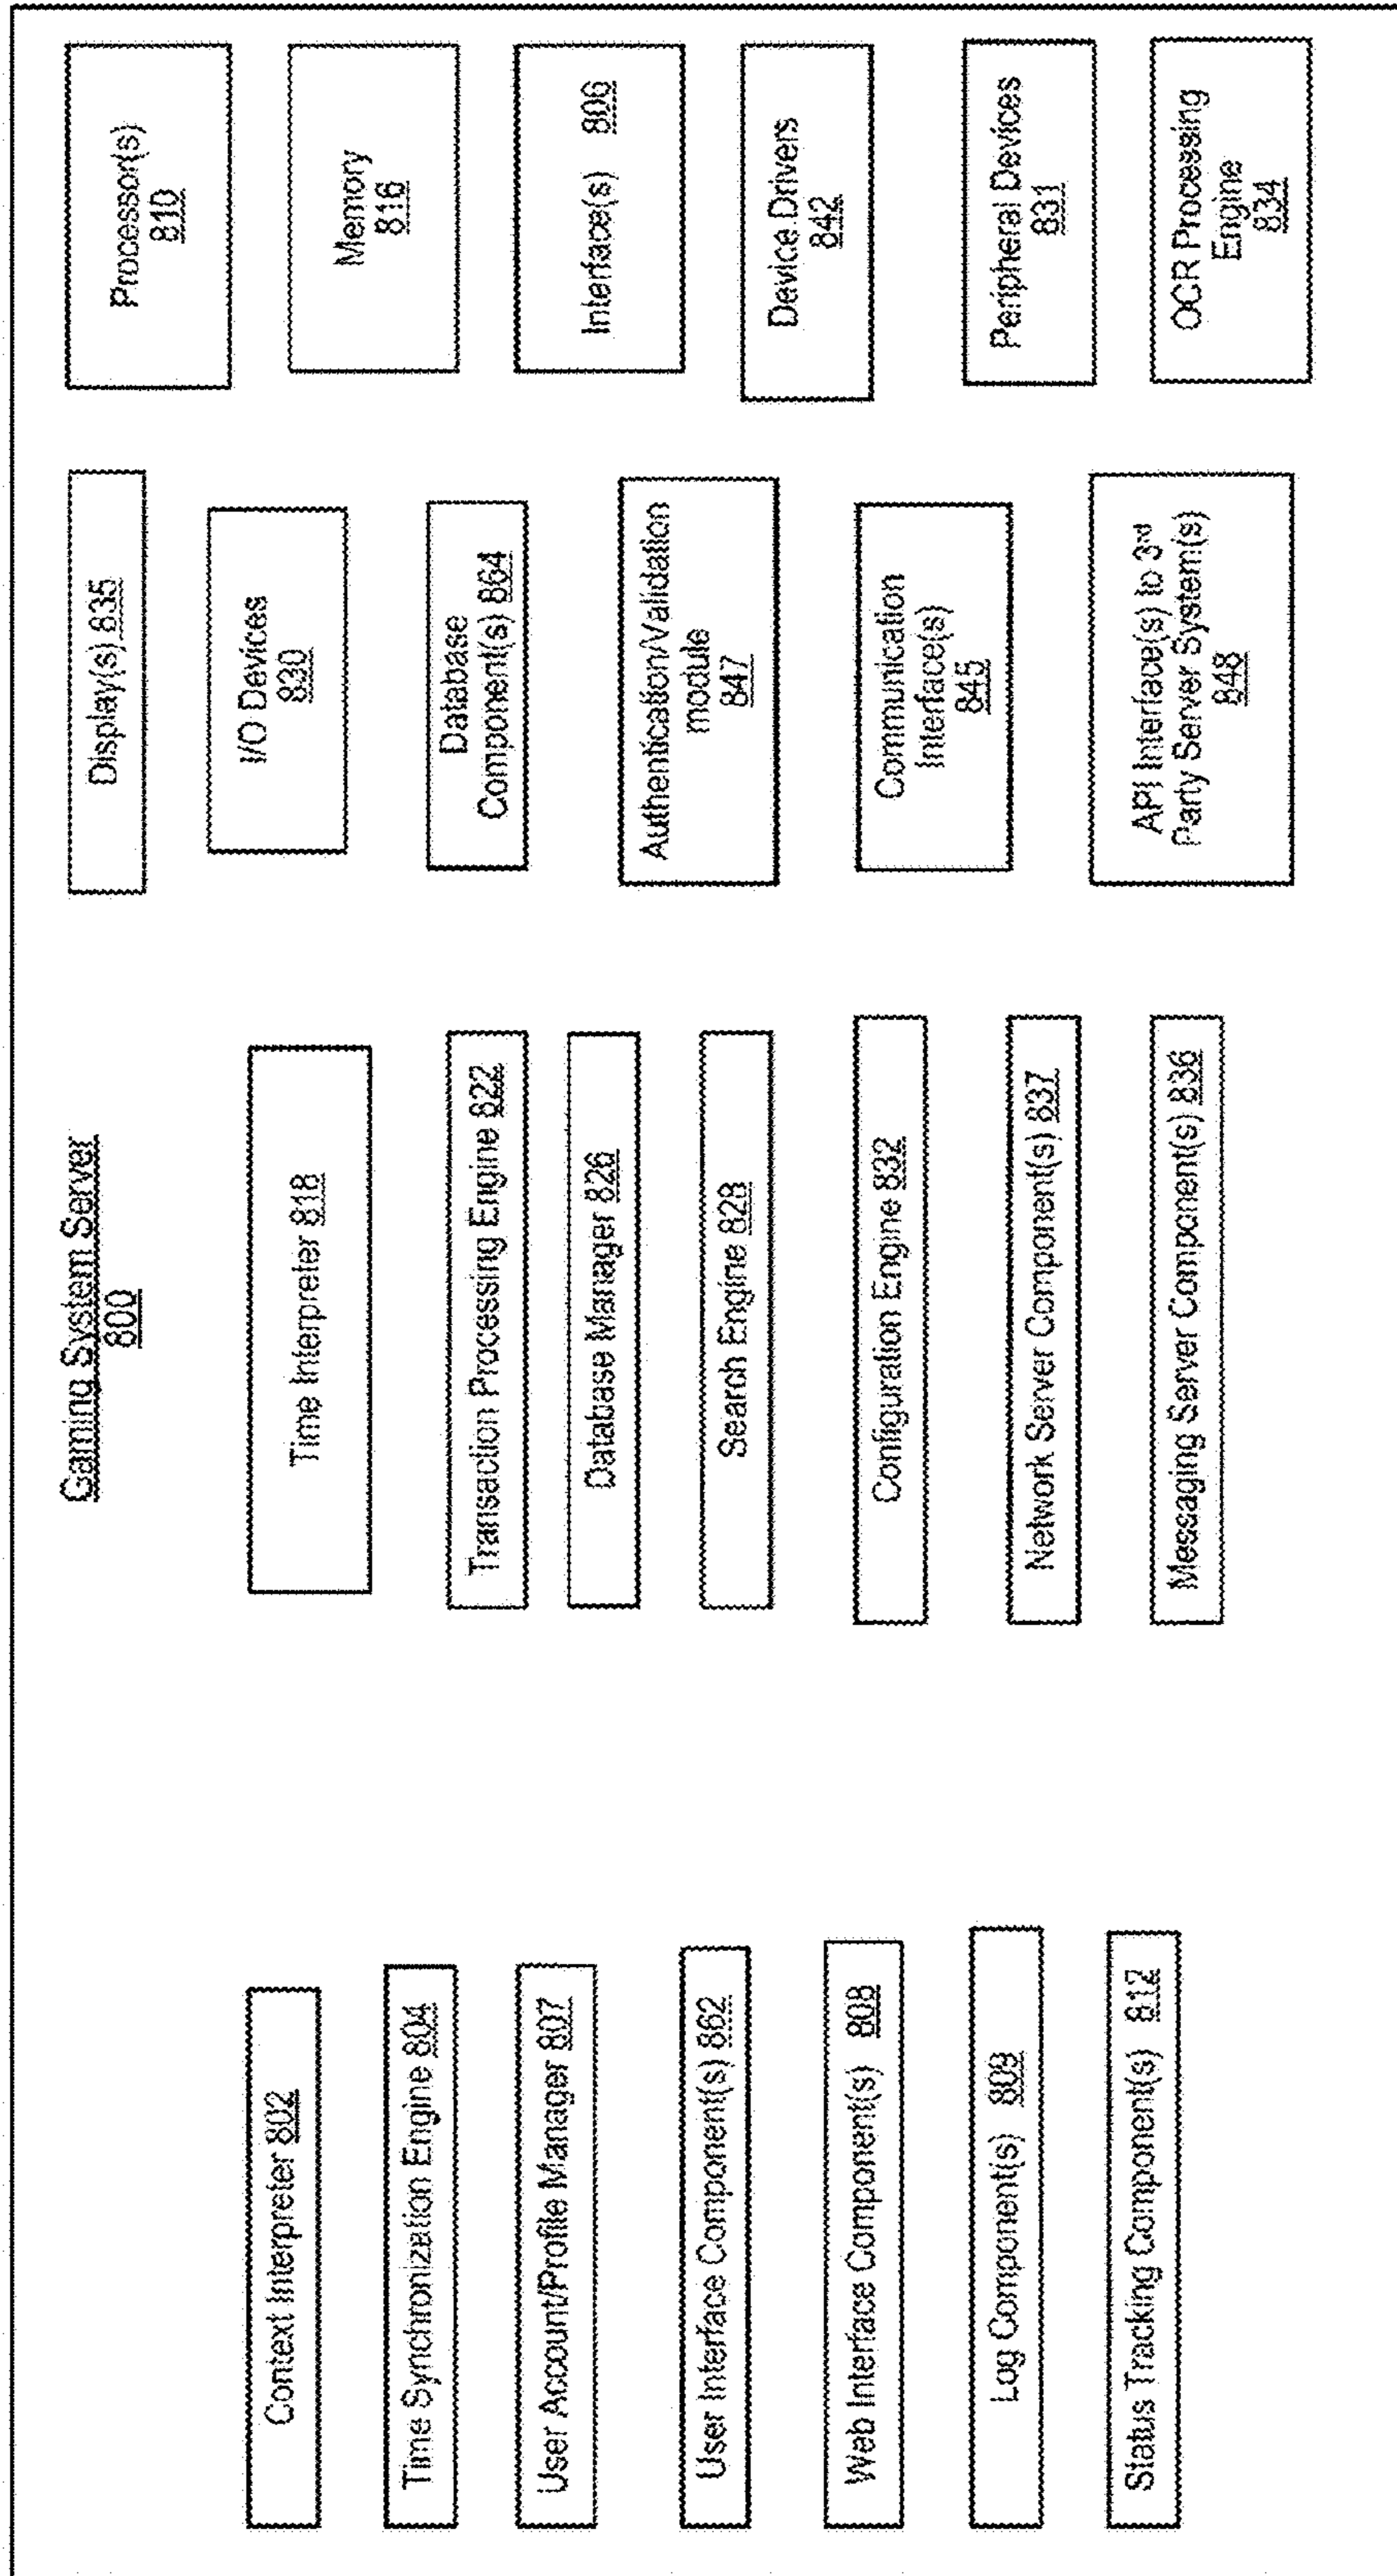 Gaming System Server
800
Context Interpreter 802
Time Synchronization Engine 804
User Account/Profile Manager 807
User Interface Component(s) 862
Web Interface Component(s) 808
Log Component(s) 809
Status Tracking Component(s) 812
Time Interpreter 818
Transaction Processing Engine 822
Database Manager 826
Search Engine 828
Configuration Engine 832
Network Server Component(s) 837
Messaging Server Component(s) 836
Display(s) 835
I/O Devices
830
Database
Component(s) 864
Authentication/Validation
module
847
Communication
Interface(s)
845
API Interface(s) to 3rd
Party Server System(s)
848
Processor(s)
810
Memory
816
Interface(s) 806
Device Drivers
842
Peripheral Devices
831
OCR Processing
Engine
834